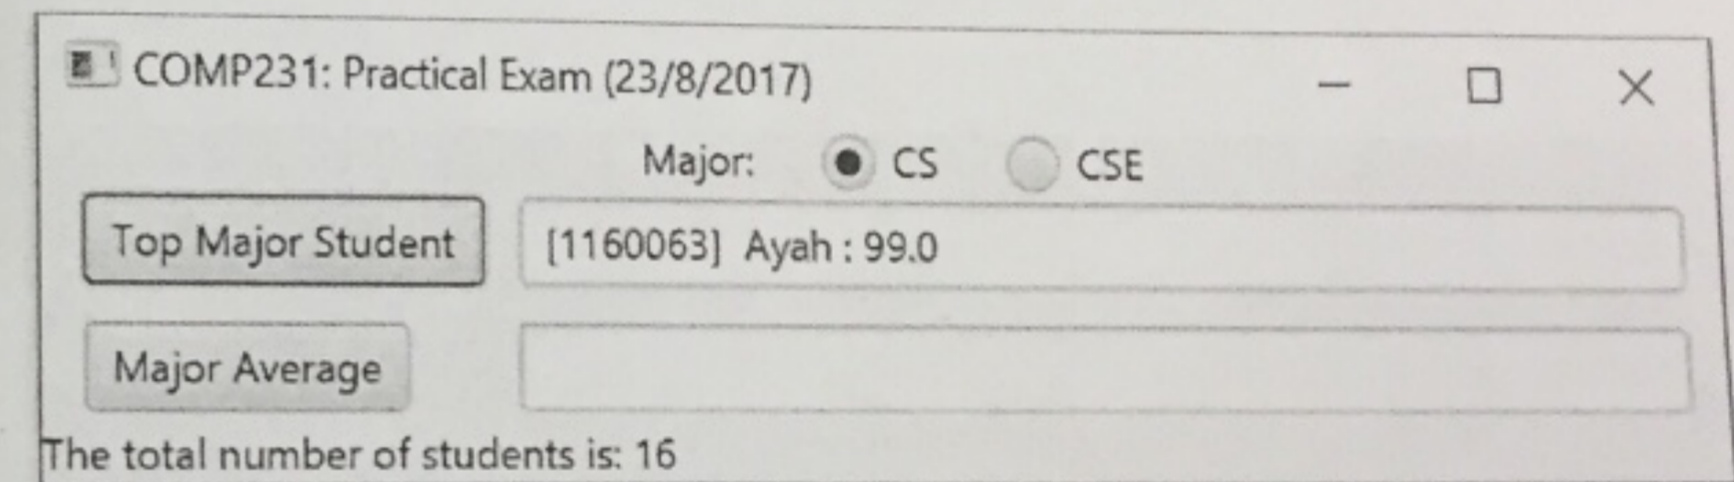 COMP231: Practical Exam (23/8/2017)
Major: CS CSE
Top Major Student [1160063] Ayah : 99.0
Major Average
The total number of students is: 16